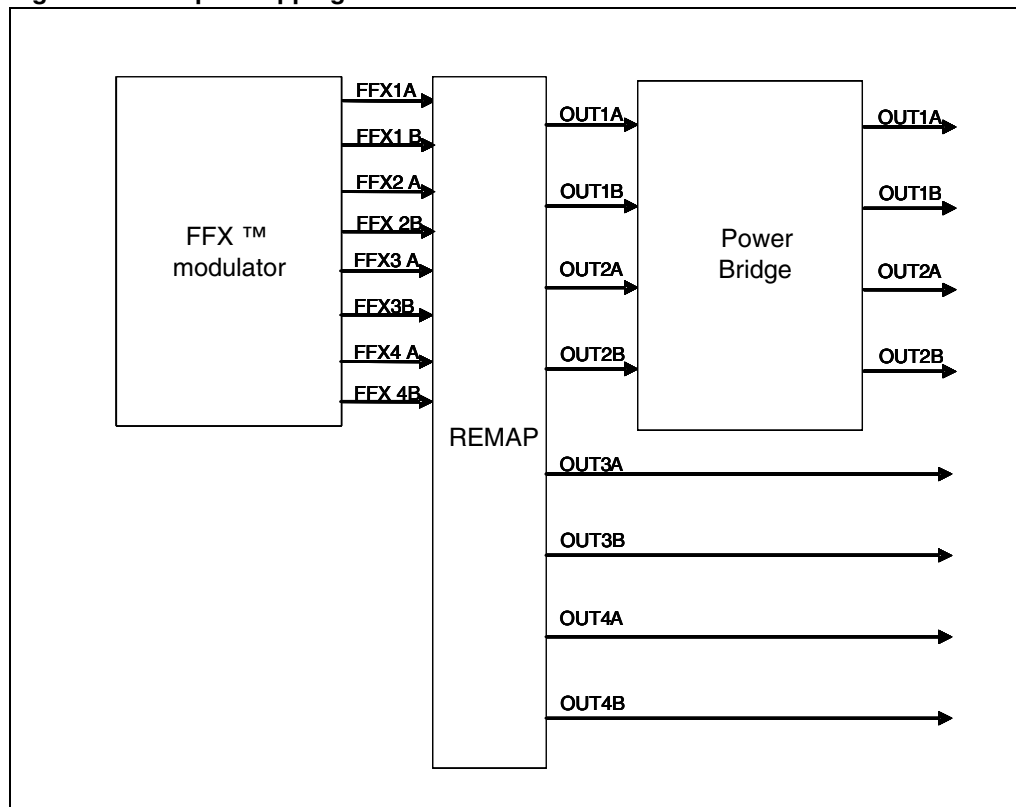 FFX ™
modulator
FFX1A
FFX1 B
FFX2 A
FFX 2B
FFX3 A
FFX3B
FFX4 A
FFX 4B
REMAP
OUT1A
OUT1B
OUT2A
OUT2B
OUT3A
OUT3B
OUT4A
OUT4B
Power
Bridge
OUT1A
OUT1B
OUT2A
OUT2B